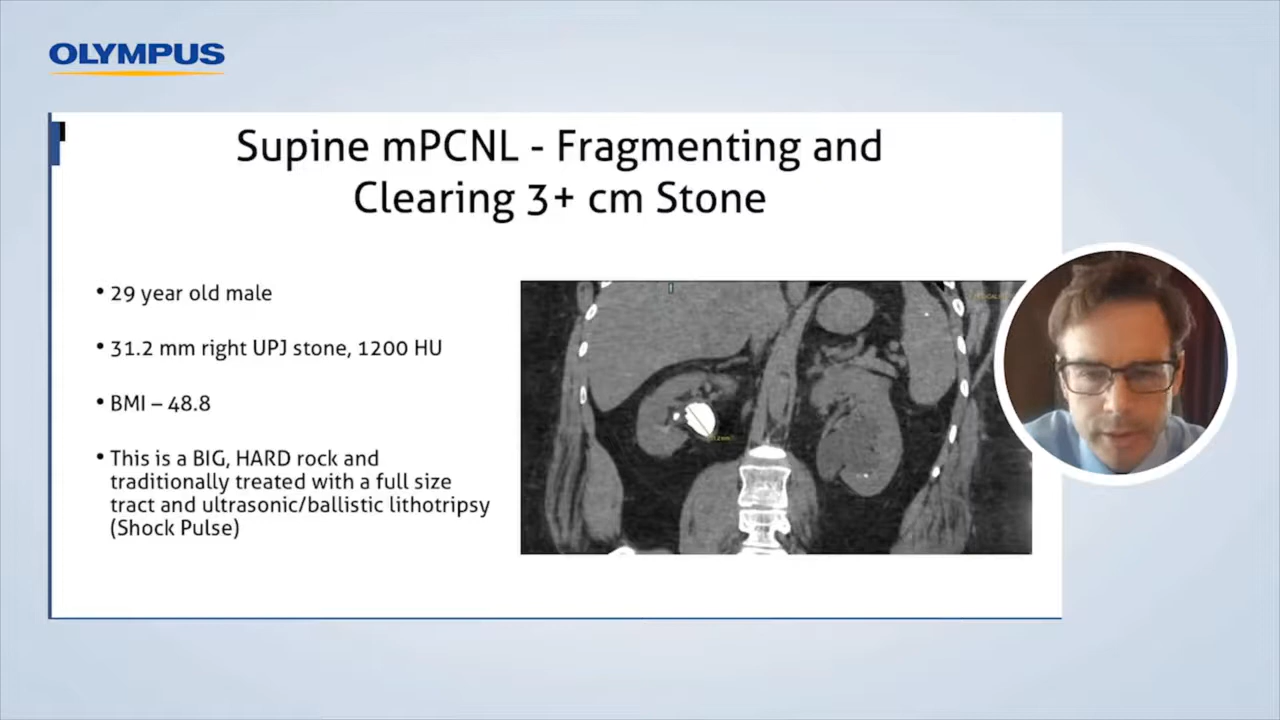 OLYMPUS
Supine mPCNL - Fragmenting and
Clearing 3+ cm Stone
• 29 year old male
• 31.2 mm right UPJ stone, 1200 HU
• BMI – 48.8
• This is a BIG, HARD rock and
traditionally treated with a full size
tract and ultrasonic/ballistic lithotripsy
(Shock Pulse)